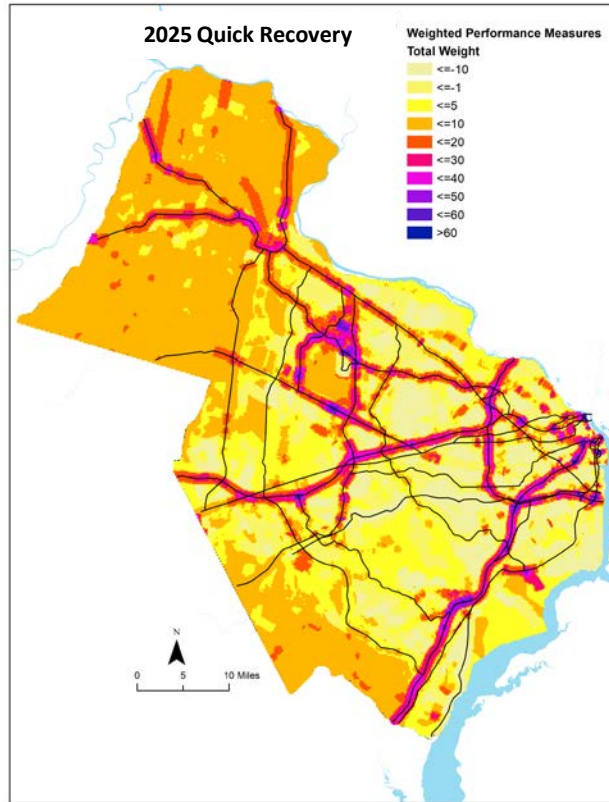 2025 Quick Recovery
Weighted Performance Measures
Total Weight
<=-10
<=-1
<=5
<=10
<=20
<=30
<=40
<=50
<=60
>60
N
0 5 10 Miles